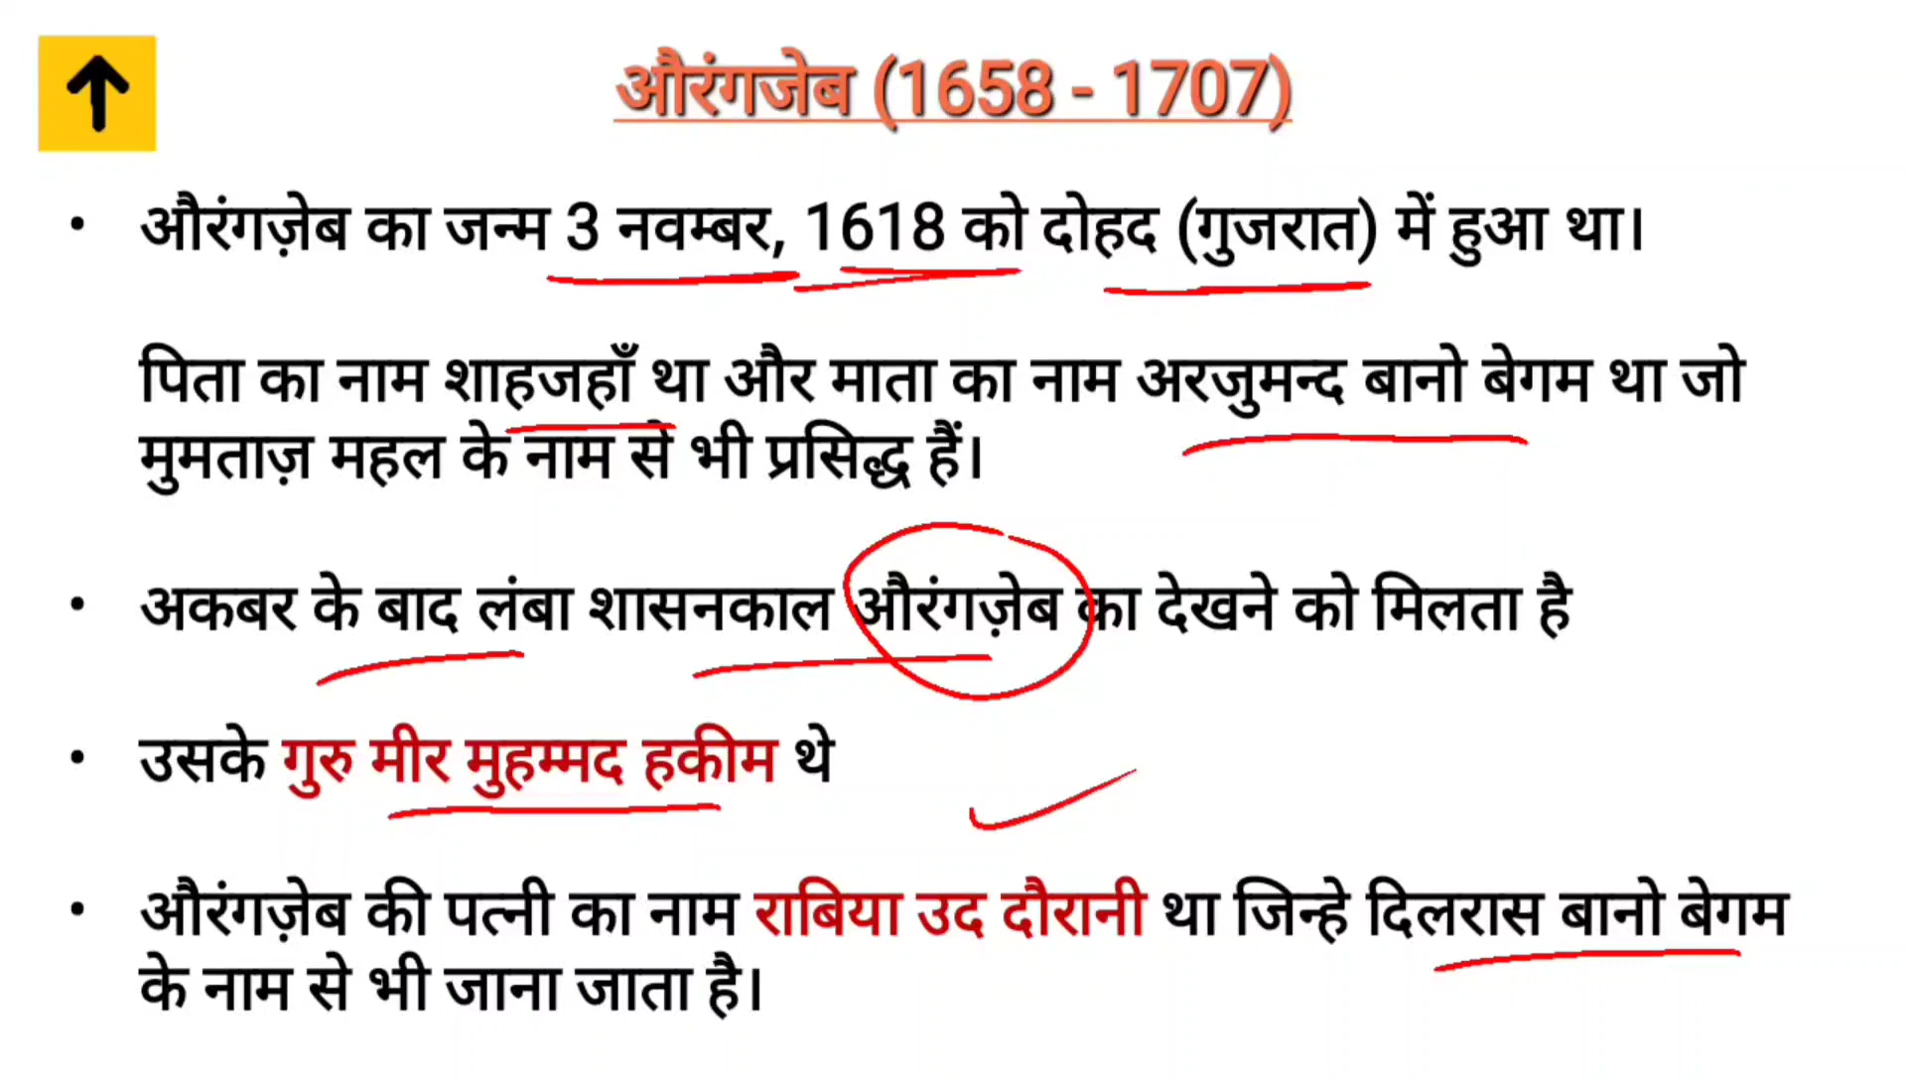 औरंगजेब (1658 - 1707)
• औरंगज़ेब का जन्म 3 नवम्बर, 1618 को दोहद (गुजरात) में हुआ था।
पिता का नाम शाहजहाँ था और माता का नाम अरजुमन्द बानो बेगम था जो
मुमताज़ महल के नाम से भी प्रसिद्ध हैं।
• अकबर के बाद लंबा शासनकाल औरंगज़ेब का देखने को मिलता है
• उसके गुरु मीर मुहम्मद हकीम थे
• औरंगज़ेब की पत्नी का नाम राबिया उद दौरानी था जिन्हे दिलरास बानो बेगम
के नाम से भी जाना जाता है।